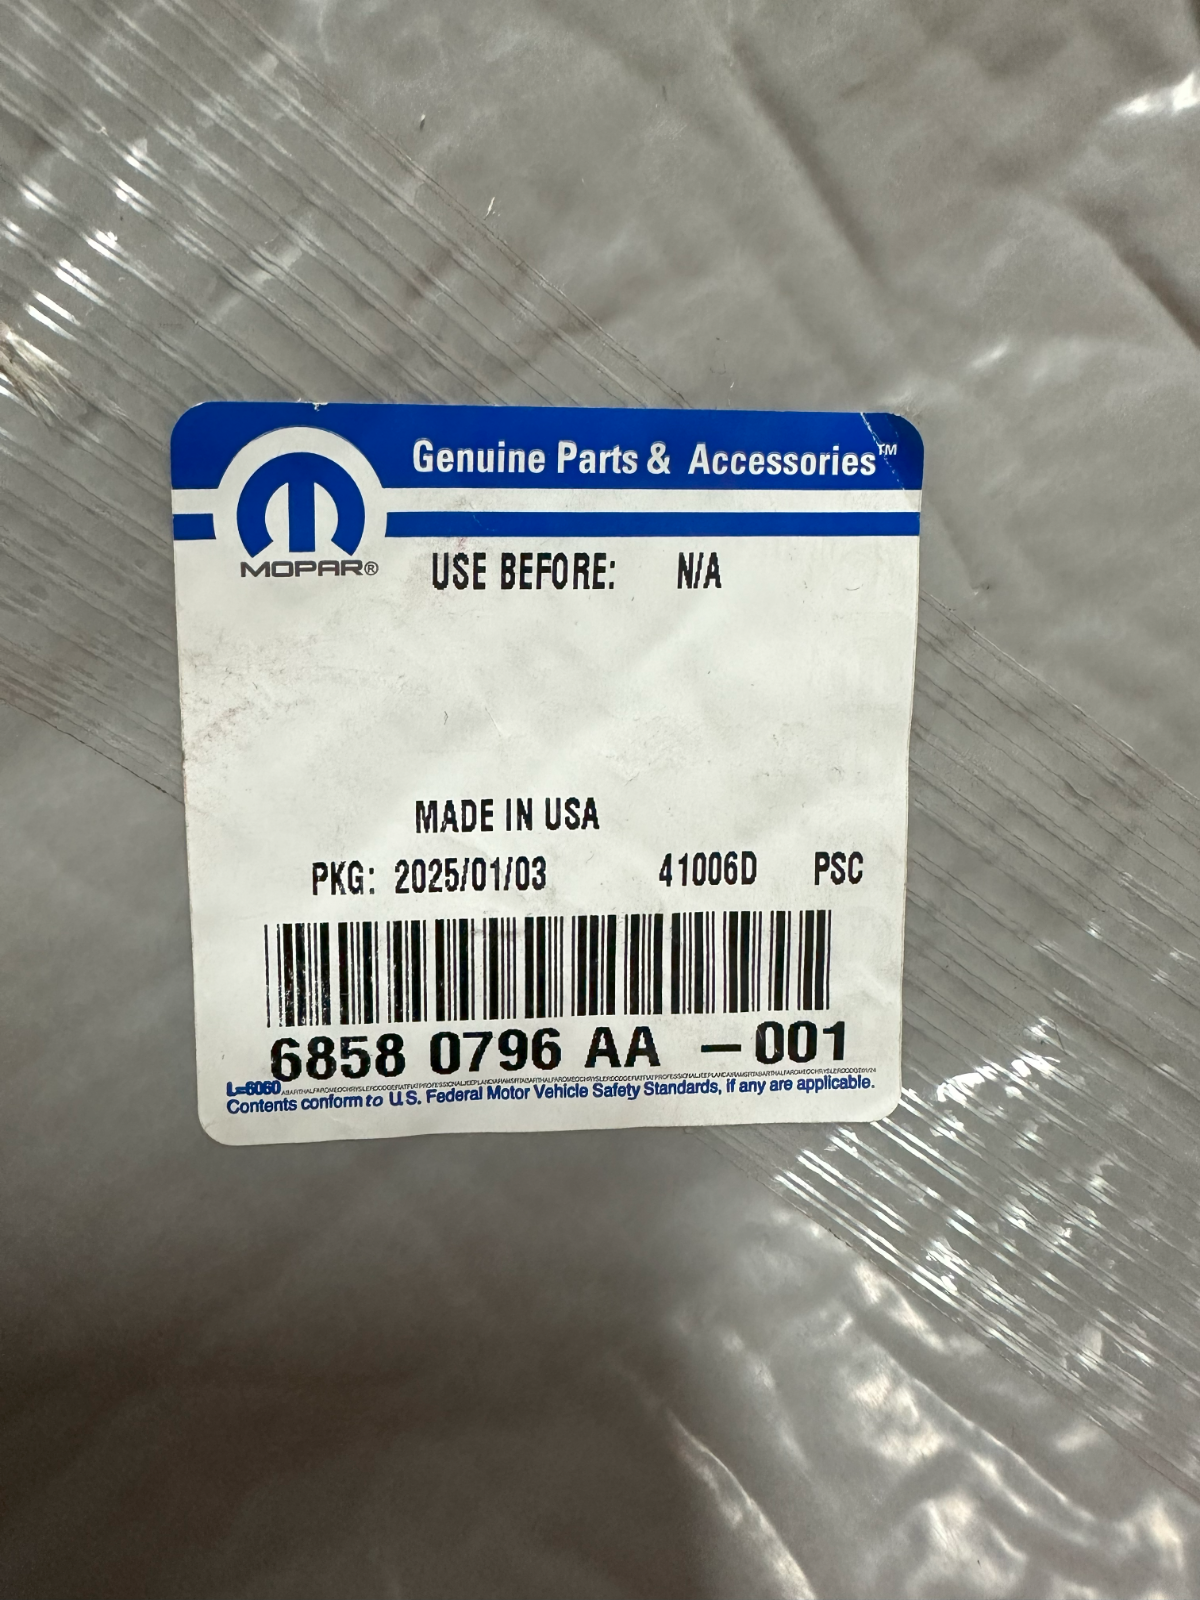 Genuine Parts & Accessories™
MOPAR®
USE BEFORE: N/A
MADE IN USA
PKG: 2025/01/03 41006D PSC
6858 0796 AA –001
L=6060
Contents conform to U.S. Federal Motor Vehicle Safety Standards, if any are applicable.